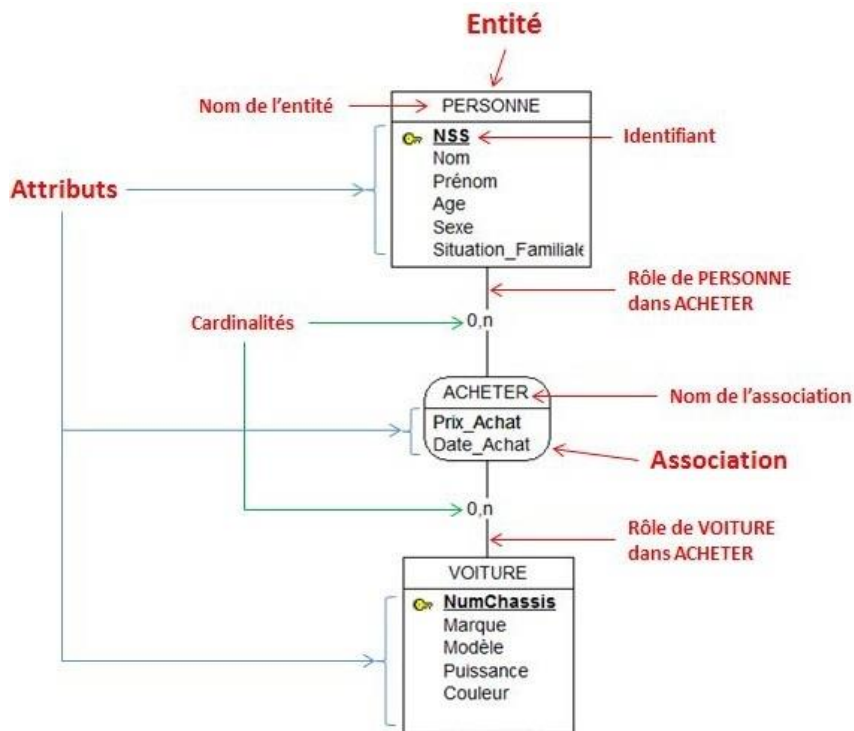 Entité
Nom de l'entité
PERSONNE
NSS
Identifiant
Nom
Prénom
Attributs
Age
Sexe
Situation_Familiale
Rôle de PERSONNE
dans ACHETER
Cardinalités
0,n
ACHETER
Nom de l'association
Prix_Achat
Date_Achat
Association
0,n
Rôle de VOITURE
dans ACHETER
VOITURE
NumChassis
Marque
Modèle
Puissance
Couleur